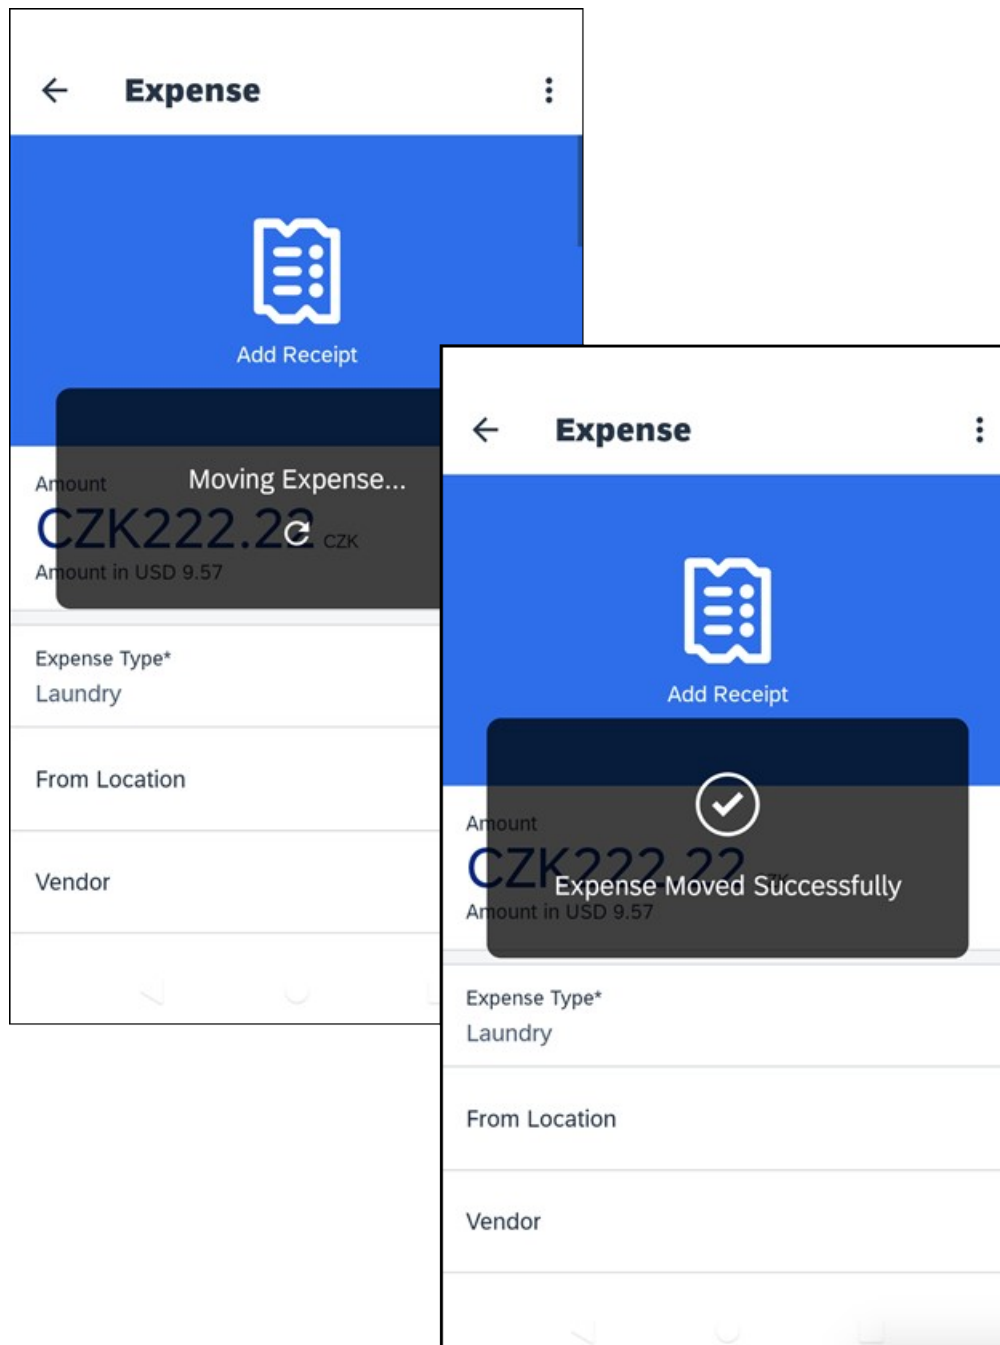 Expense
Add Receipt
Moving Expense...
Amount
CZK222.22 CZK
Amount in USD 9.57
Expense Type*
Laundry
From Location
Vendor
Expense
Add Receipt
Amount
CZK222.22 CZK
Expense Moved Successfully
Amount in USD 9.57
Expense Type*
Laundry
From Location
Vendor